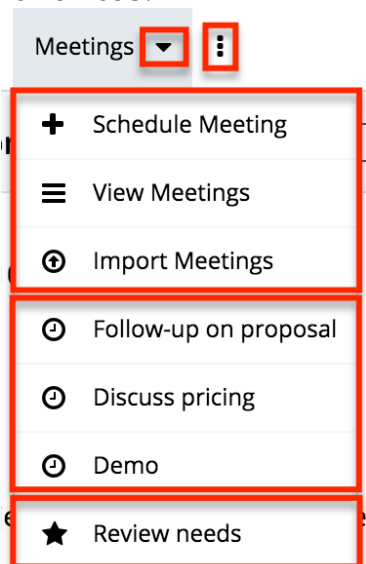 Meetings
Schedule Meeting
View Meetings
Import Meetings
Follow-up on proposal
Discuss pricing
Demo
Review needs